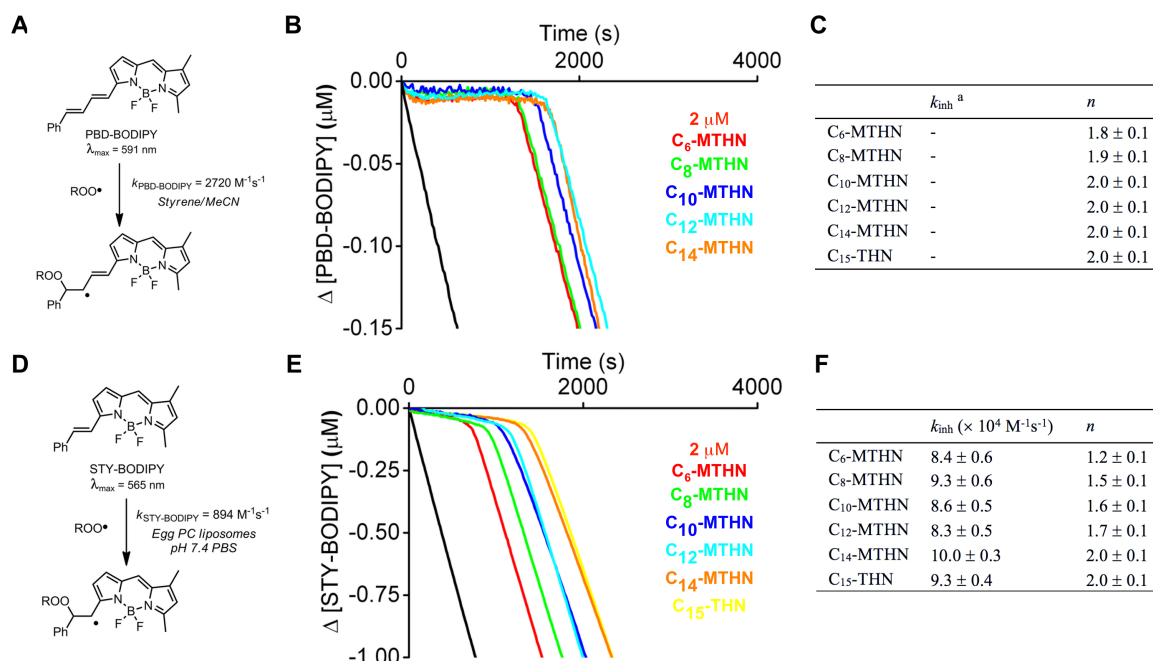 A
N
N
B
F
F
Ph
PBD-BODIPY
λmax = 591 nm
ROO•
kPBD-BODIPY = 2720 M⁻¹s⁻¹
Styrene/MeCN
ROO
Ph
•
N
N
B
F
F
B
Time (s)
0
2000
4000
0.00
-0.05
-0.10
-0.15
Δ [PBD-BODIPY] (μM)
2 μM
C6-MTHN
C8-MTHN
C10-MTHN
C12-MTHN
C14-MTHN
C
kinh a n
C6-MTHN - 1.8 ± 0.1
C8-MTHN - 1.9 ± 0.1
C10-MTHN - 2.0 ± 0.1
C12-MTHN - 2.0 ± 0.1
C14-MTHN - 2.0 ± 0.1
C15-THN - 2.0 ± 0.1
D
N
N
B
F
F
Ph
STY-BODIPY
λmax = 565 nm
ROO•
kSTY-BODIPY = 894 M⁻¹s⁻¹
Egg PC liposomes
pH 7.4 PBS
ROO
Ph
•
N
N
B
F
F
E
Time (s)
0
2000
4000
0.00
-0.25
-0.50
-0.75
-1.00
Δ [STY-BODIPY] (μM)
2 μM
C6-MTHN
C8-MTHN
C10-MTHN
C12-MTHN
C14-MTHN
C15-THN
F
kinh (× 10⁴ M⁻¹s⁻¹) n
C6-MTHN 8.4 ± 0.6 1.2 ± 0.1
C8-MTHN 9.3 ± 0.6 1.5 ± 0.1
C10-MTHN 8.6 ± 0.5 1.6 ± 0.1
C12-MTHN 8.3 ± 0.5 1.7 ± 0.1
C14-MTHN 10.0 ± 0.3 2.0 ± 0.1
C15-THN 9.3 ± 0.4 2.0 ± 0.1